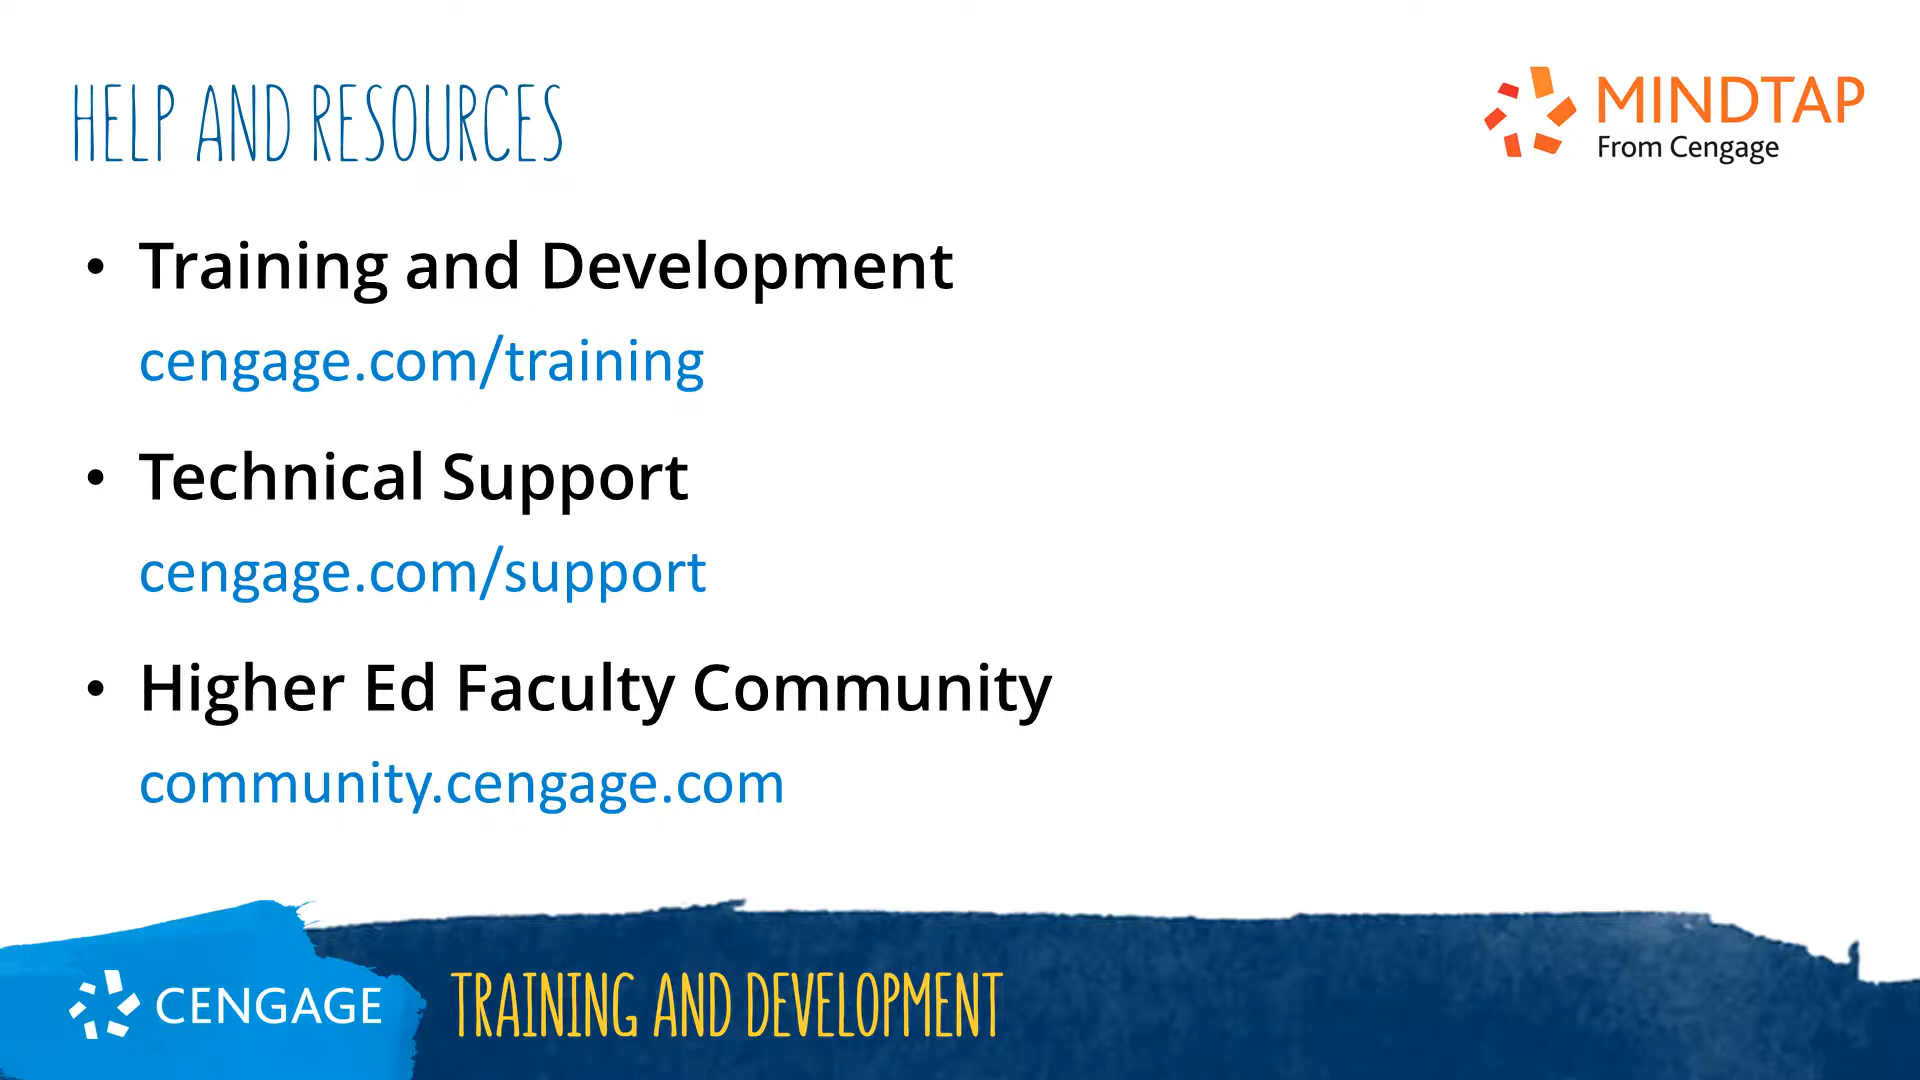 HELP AND RESOURCES
MINDTAP
From Cengage
• Training and Development
cengage.com/training
• Technical Support
cengage.com/support
• Higher Ed Faculty Community
community.cengage.com
CENGAGE
TRAINING AND DEVELOPMENT